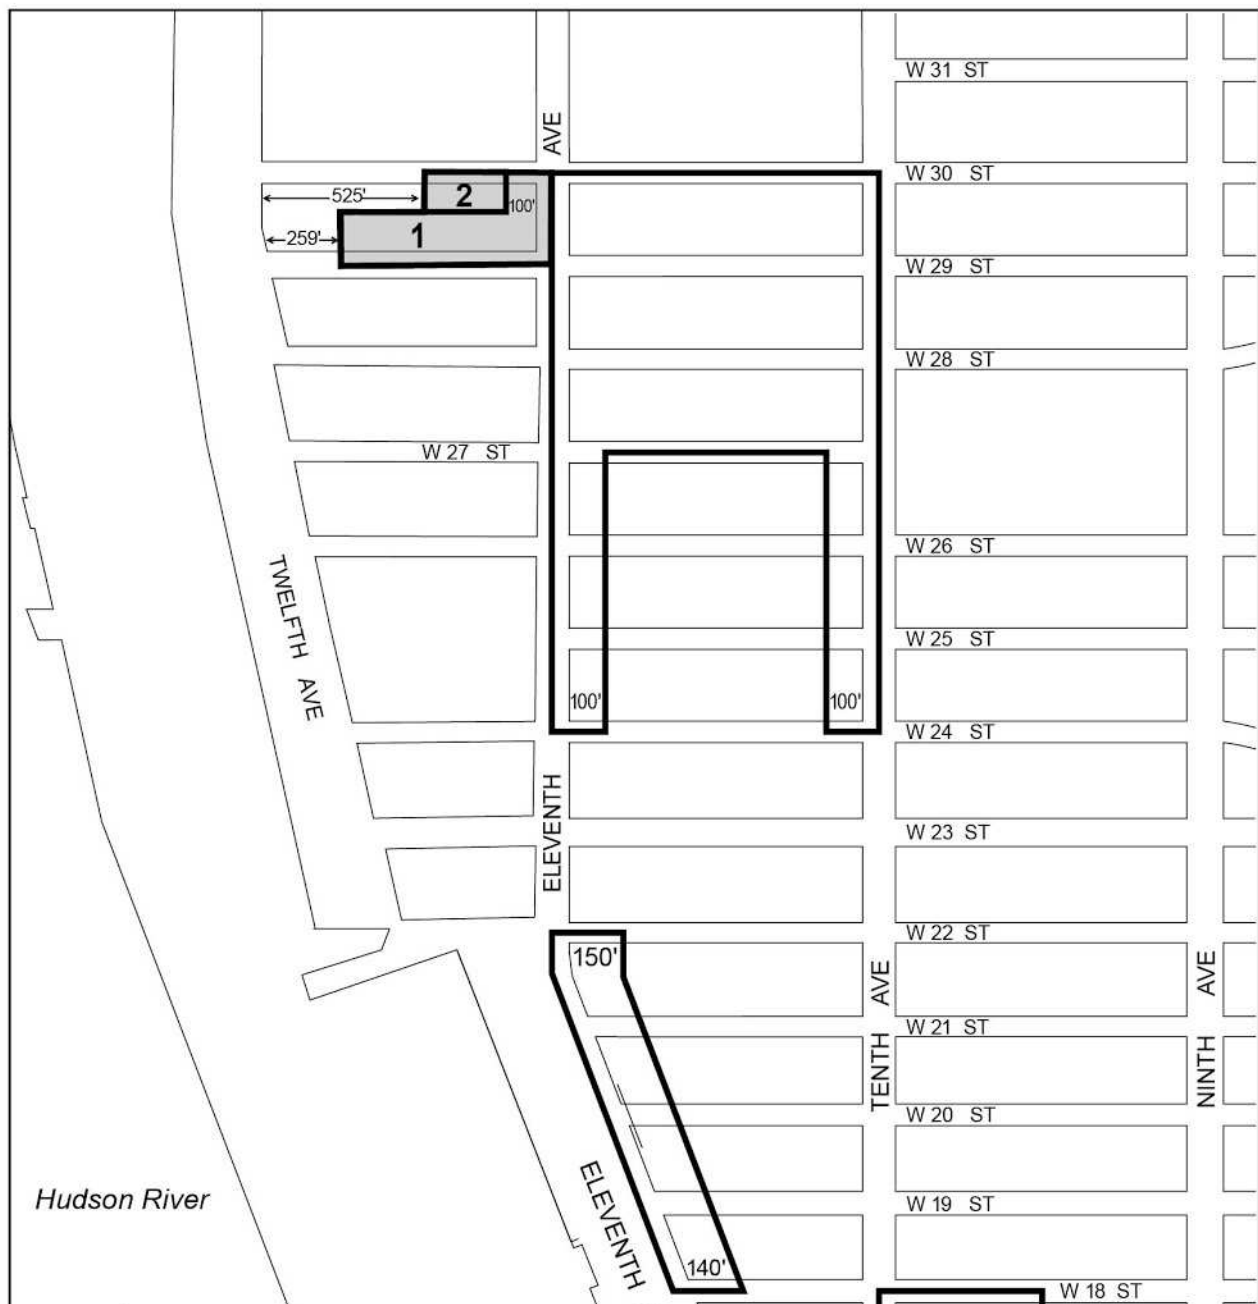 W 31 ST
AVE
W 30 ST
525'
2
100'
259'
1
W 29 ST
W 28 ST
W 27 ST
W 26 ST
TWELFTH AVE
W 25 ST
100'
100'
W 24 ST
ELEVENTH
W 23 ST
W 22 ST
150'
TENTH AVE
NINTH AVE
W 21 ST
W 20 ST
Hudson River
ELEVENTH
W 19 ST
140'
W 18 ST